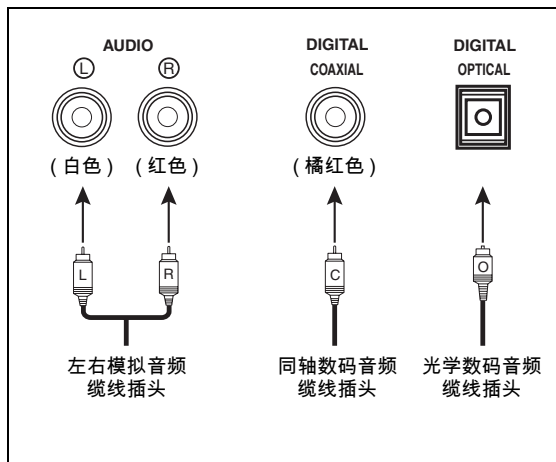 AUDIO
L R
(白色) (红色)
L R
左右模拟音频
缆线插头
DIGITAL
COAXIAL
(橘红色)
C
同轴数码音频
缆线插头
DIGITAL
OPTICAL
O
光学数码音频
缆线插头